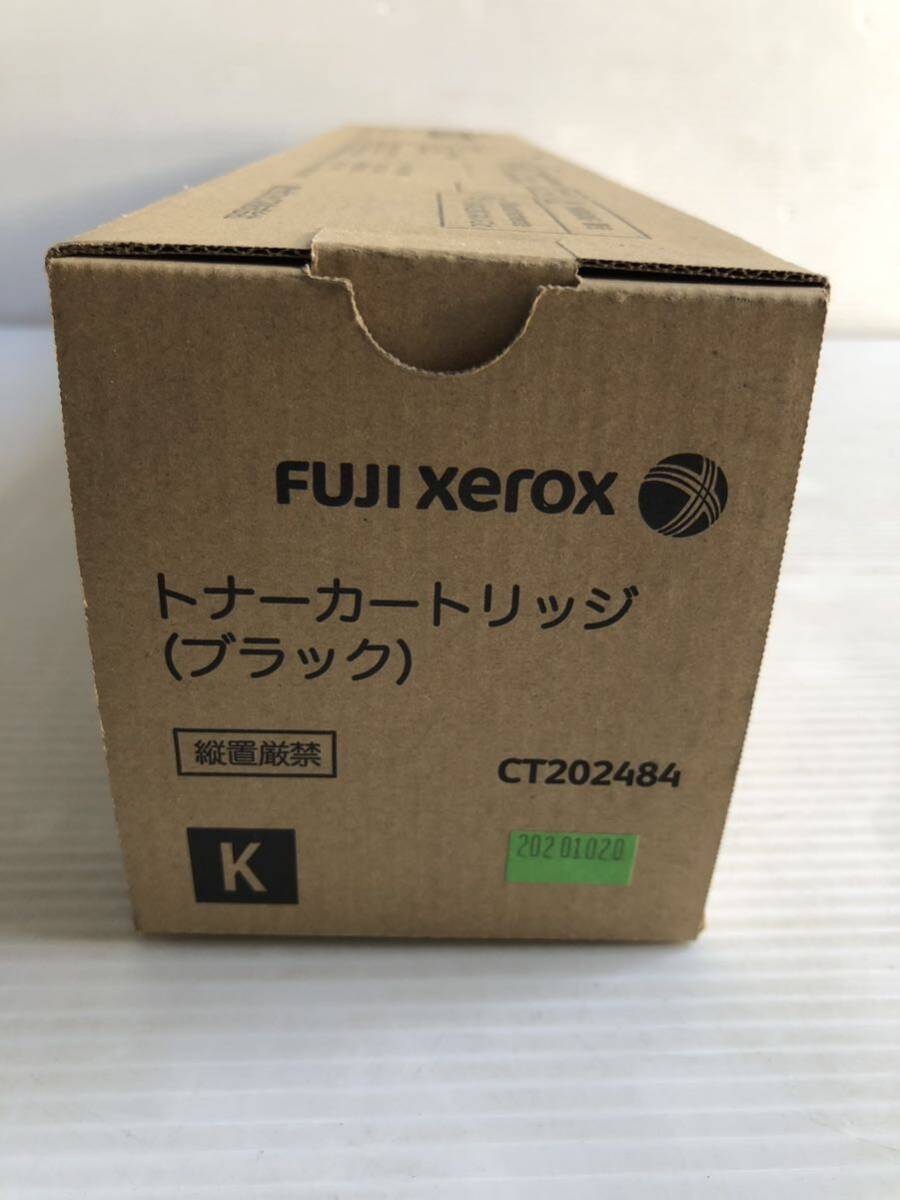 FUJI xerox
トナーカートリッジ
(ブラック)
縦置厳禁
CT202484
K
20201020